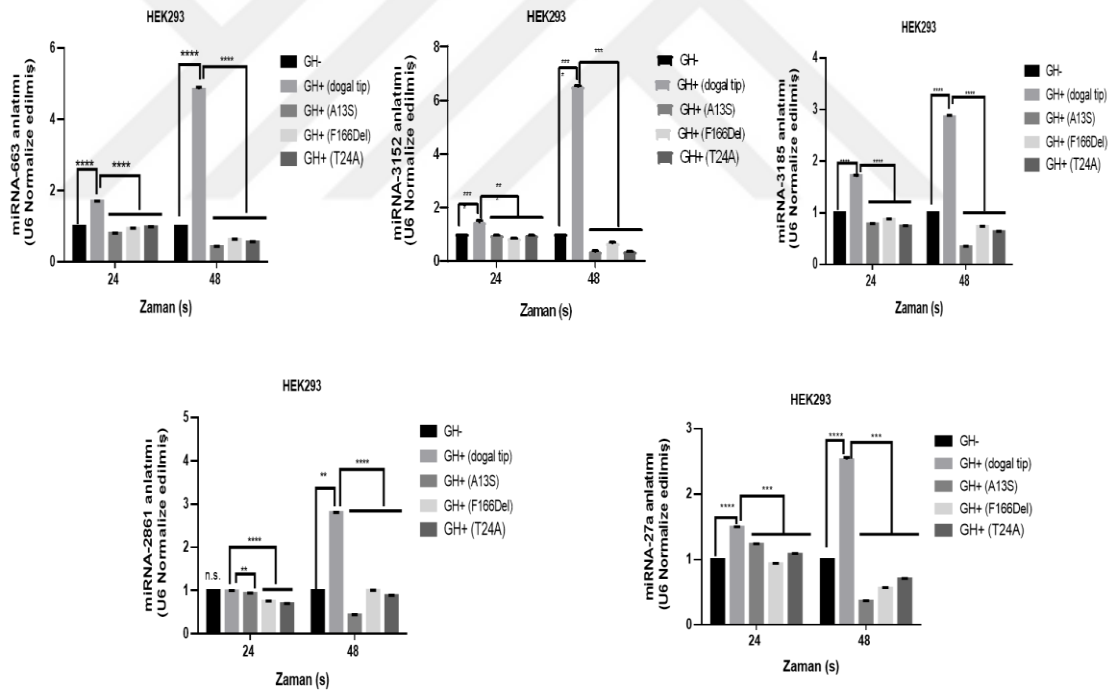 HEK293
miRNA-663 anlatımı
(U6 Normalize edilmiş)
6
4
2
0
****
****
****
****
24
48
Zaman (s)
GH-
GH+ (dogal tip)
GH+ (A13S)
GH+ (F166Del)
GH+ (T24A)
HEK293
miRNA-3152 anlatımı
(U6 Normalize edilmiş)
8
6
4
2
0
24
48
Zaman (s)
GH-
GH+ (dogal tip)
GH+ (A13S)
GH+ (F166Del)
GH+ (T24A)
HEK293
miRNA-3185 anlatımı
(U6 Normalize edilmiş)
4
3
2
1
0
****
****
****
****
24
48
Zaman (s)
GH-
GH+ (dogal tip)
GH+ (A13S)
GH+ (F166Del)
GH+ (T24A)
HEK293
miRNA-2861 anlatımı
(U6 Normalize edilmiş)
5
4
3
2
1
0
n.s.
****
**
**
****
24
48
Zaman (s)
GH-
GH+ (dogal tip)
GH+ (A13S)
GH+ (F166Del)
GH+ (T24A)
HEK293
miRNA-27a anlatımı
(U6 Normalize edilmiş)
3
2
1
0
****
***
****
***
24
48
Zaman (s)
GH-
GH+ (dogal tip)
GH+ (A13S)
GH+ (F166Del)
GH+ (T24A)